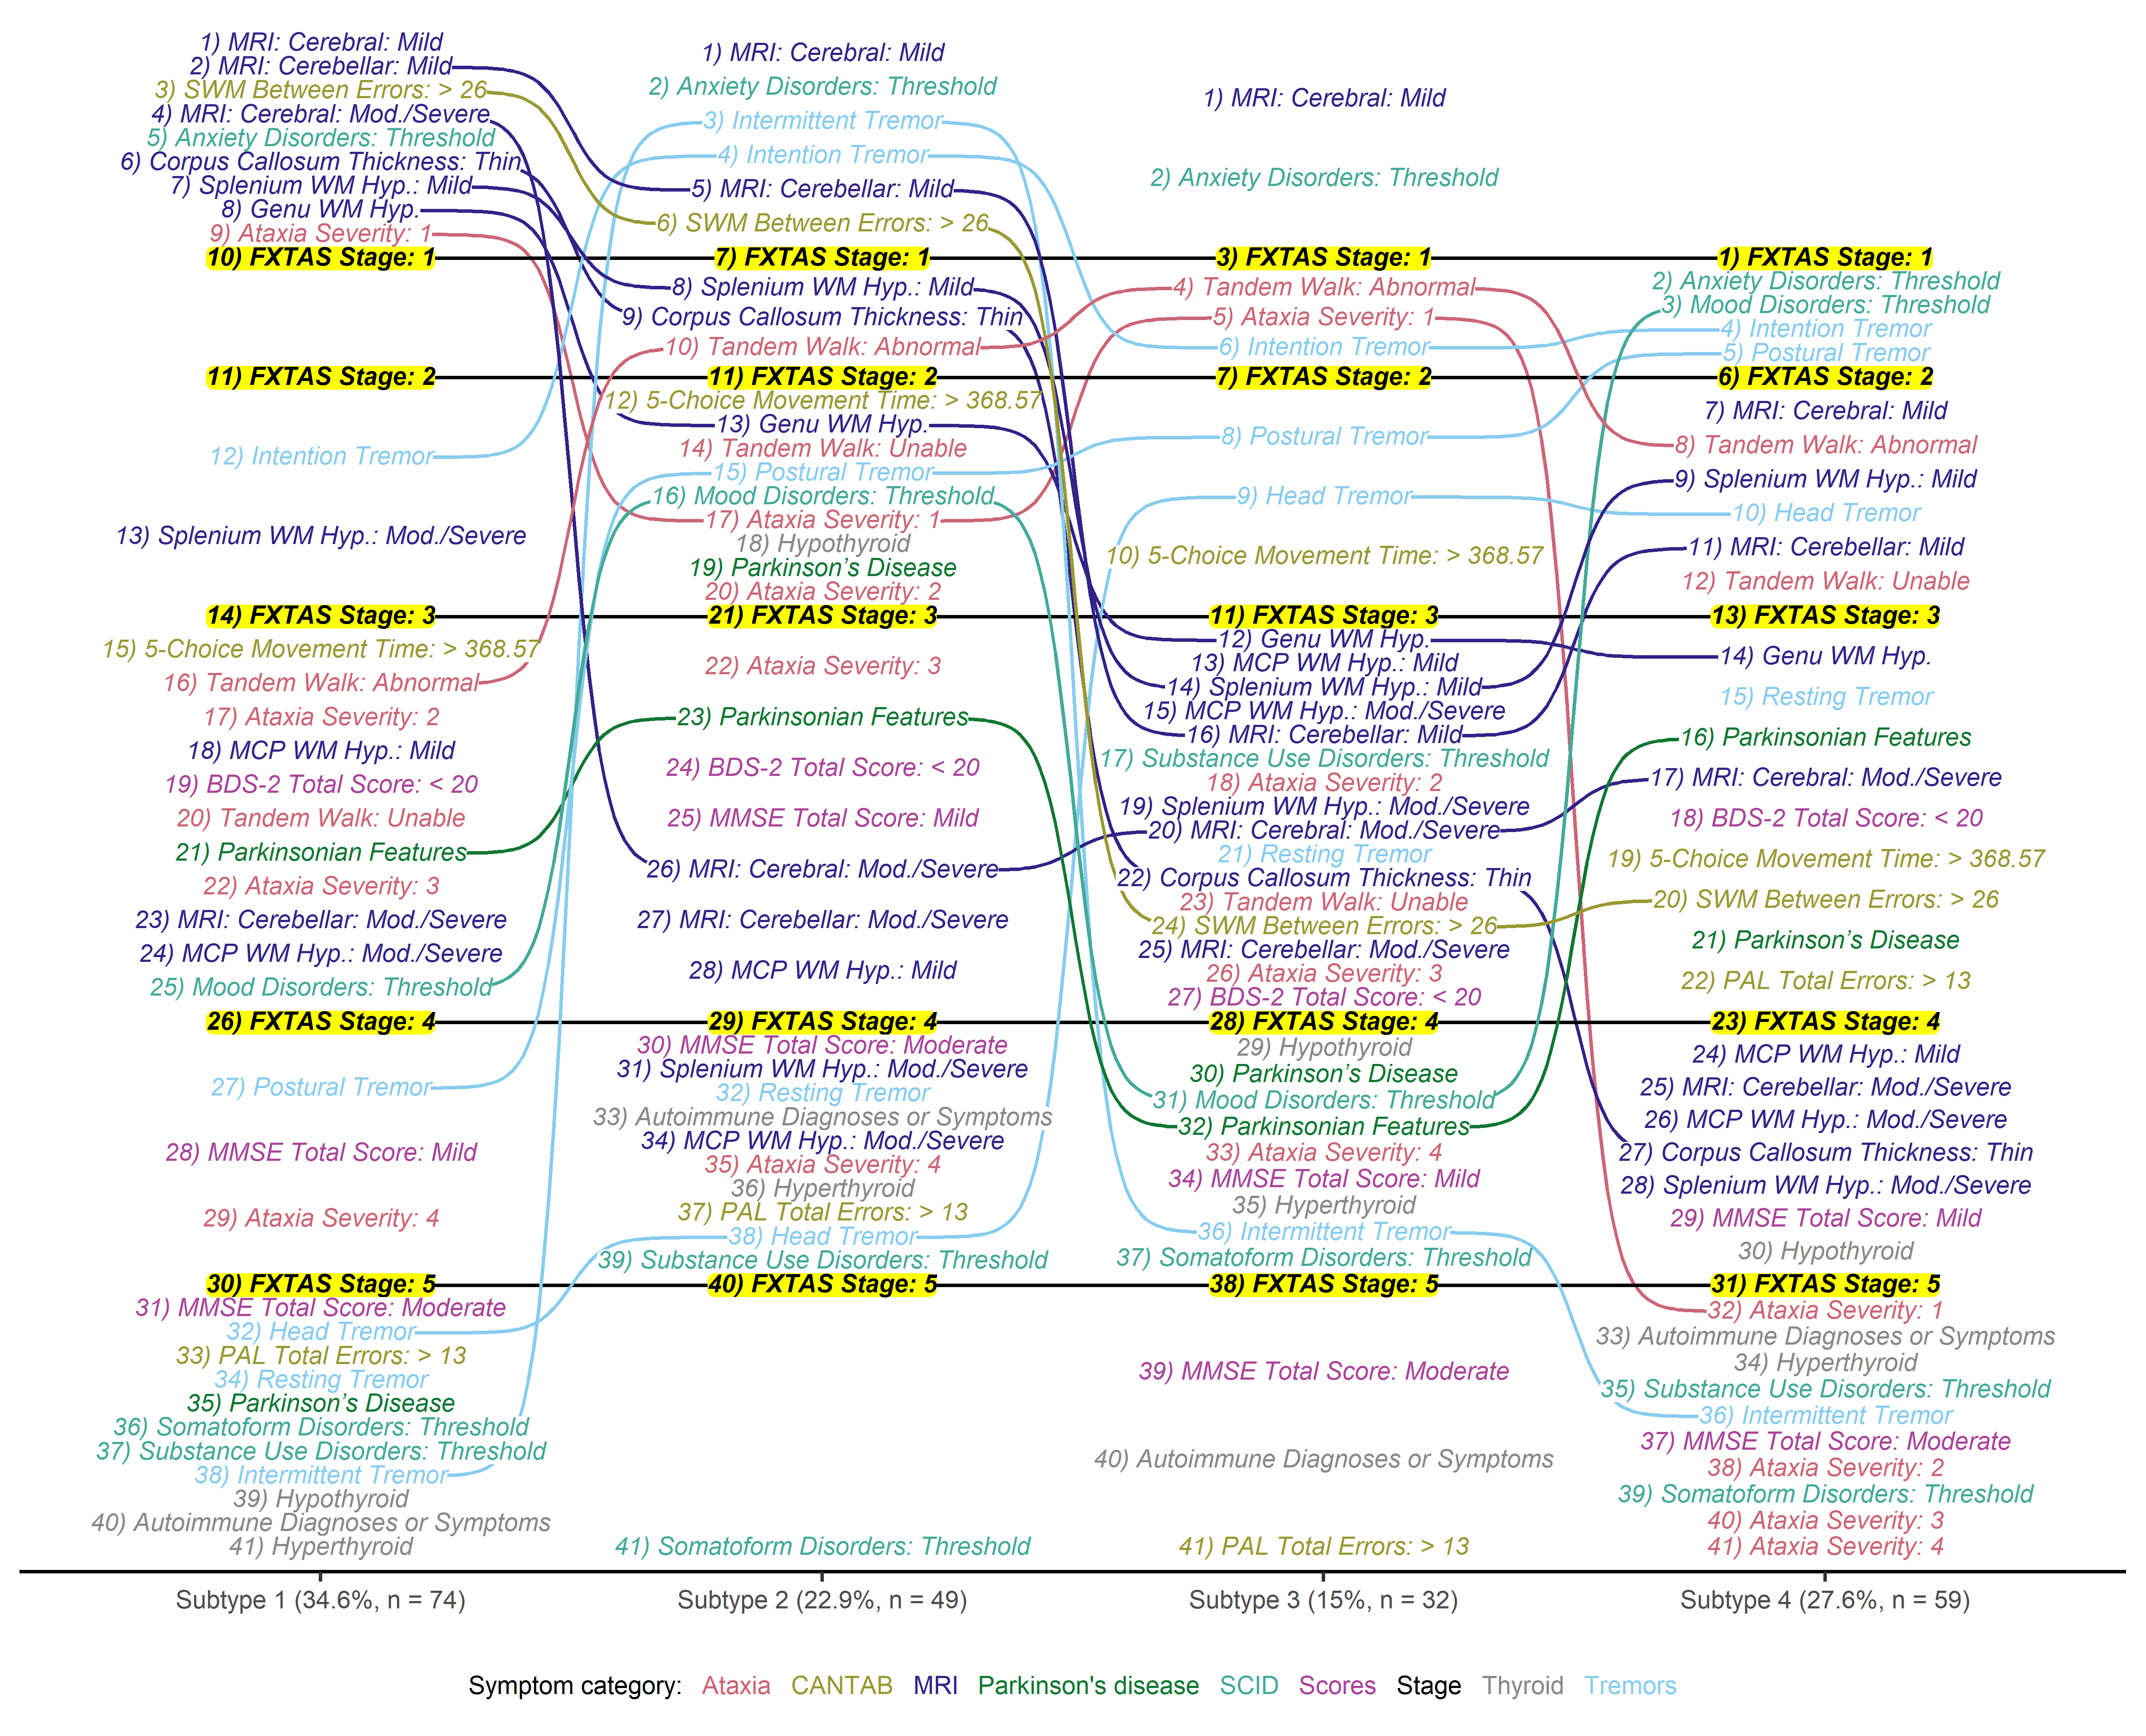 1) MRI: Cerebral: Mild
2) MRI: Cerebellar: Mild
3) SWM Between Errors: > 26
4) MRI: Cerebral: Mod./Severe
5) Anxiety Disorders: Threshold
6) Corpus Callosum Thickness: Thin
7) Splenium WM Hyp.: Mild
8) Genu WM Hyp.
9) Ataxia Severity: 1
10) FXTAS Stage: 1
11) FXTAS Stage: 2
12) Intention Tremor
13) Splenium WM Hyp.: Mod./Severe
14) FXTAS Stage: 3
15) 5-Choice Movement Time: > 368.57
16) Tandem Walk: Abnormal
17) Ataxia Severity: 2
18) MCP WM Hyp.: Mild
19) BDS-2 Total Score: < 20
20) Tandem Walk: Unable
21) Parkinsonian Features
22) Ataxia Severity: 3
23) MRI: Cerebellar: Mod./Severe
24) MCP WM Hyp.: Mod./Severe
25) Mood Disorders: Threshold
26) FXTAS Stage: 4
27) Postural Tremor
28) MMSE Total Score: Mild
29) Ataxia Severity: 4
30) FXTAS Stage: 5
31) MMSE Total Score: Moderate
32) Head Tremor
33) PAL Total Errors: > 13
34) Resting Tremor
35) Parkinson's Disease
36) Somatoform Disorders: Threshold
37) Substance Use Disorders: Threshold
38) Intermittent Tremor
39) Hypothyroid
40) Autoimmune Diagnoses or Symptoms
41) Hyperthyroid
Subtype 1 (34.6%, n = 74)
1) MRI: Cerebral: Mild
2) Anxiety Disorders: Threshold
3) Intermittent Tremor
4) Intention Tremor
5) MRI: Cerebellar: Mild
6) SWM Between Errors: > 26
7) FXTAS Stage: 1
8) Splenium WM Hyp.: Mild
9) Corpus Callosum Thickness: Thin
10) Tandem Walk: Abnormal
11) FXTAS Stage: 2
12) 5-Choice Movement Time: > 368.57
13) Genu WM Hyp.
14) Tandem Walk: Unable
15) Postural Tremor
16) Mood Disorders: Threshold
17) Ataxia Severity: 1
18) Hypothyroid
19) Parkinson's Disease
20) Ataxia Severity: 2
21) FXTAS Stage: 3
22) Ataxia Severity: 3
23) Parkinsonian Features
24) BDS-2 Total Score: < 20
25) MMSE Total Score: Mild
26) MRI: Cerebral: Mod./Severe
27) MRI: Cerebellar: Mod./Severe
28) MCP WM Hyp.: Mild
29) FXTAS Stage: 4
30) MMSE Total Score: Moderate
31) Splenium WM Hyp.: Mod./Severe
32) Resting Tremor
33) Autoimmune Diagnoses or Symptoms
34) MCP WM Hyp.: Mod./Severe
35) Ataxia Severity: 4
36) Hyperthyroid
37) PAL Total Errors: > 13
38) Head Tremor
39) Substance Use Disorders: Threshold
40) FXTAS Stage: 5
41) Somatoform Disorders: Threshold
Subtype 2 (22.9%, n = 49)
1) MRI: Cerebral: Mild
2) Anxiety Disorders: Threshold
3) FXTAS Stage: 1
4) Tandem Walk: Abnormal
5) Ataxia Severity: 1
6) Intention Tremor
7) FXTAS Stage: 2
8) Postural Tremor
9) Head Tremor
10) 5-Choice Movement Time: > 368.57
11) FXTAS Stage: 3
12) Genu WM Hyp.
13) MCP WM Hyp.: Mild
14) Splenium WM Hyp.: Mild
15) MCP WM Hyp.: Mod./Severe
16) MRI: Cerebellar: Mild
17) Substance Use Disorders: Threshold
18) Ataxia Severity: 2
19) Splenium WM Hyp.: Mod./Severe
20) MRI: Cerebral: Mod./Severe
21) Resting Tremor
22) Corpus Callosum Thickness: Thin
23) Tandem Walk: Unable
24) SWM Between Errors: > 26
25) MRI: Cerebellar: Mod./Severe
26) Ataxia Severity: 3
27) BDS-2 Total Score: < 20
28) FXTAS Stage: 4
29) Hypothyroid
30) Parkinson's Disease
31) Mood Disorders: Threshold
32) Parkinsonian Features
33) Ataxia Severity: 4
34) MMSE Total Score: Mild
35) Hyperthyroid
36) Intermittent Tremor
37) Somatoform Disorders: Threshold
38) FXTAS Stage: 5
39) MMSE Total Score: Moderate
40) Autoimmune Diagnoses or Symptoms
41) PAL Total Errors: > 13
Subtype 3 (15%, n = 32)
1) FXTAS Stage: 1
2) Anxiety Disorders: Threshold
3) Mood Disorders: Threshold
4) Intention Tremor
5) Postural Tremor
6) FXTAS Stage: 2
7) MRI: Cerebral: Mild
8) Tandem Walk: Abnormal
9) Splenium WM Hyp.: Mild
10) Head Tremor
11) MRI: Cerebellar: Mild
12) Tandem Walk: Unable
13) FXTAS Stage: 3
14) Genu WM Hyp.
15) Resting Tremor
16) Parkinsonian Features
17) MRI: Cerebral: Mod./Severe
18) BDS-2 Total Score: < 20
19) 5-Choice Movement Time: > 368.57
20) SWM Between Errors: > 26
21) Parkinson's Disease
22) PAL Total Errors: > 13
23) FXTAS Stage: 4
24) MCP WM Hyp.: Mild
25) MRI: Cerebellar: Mod./Severe
26) MCP WM Hyp.: Mod./Severe
27) Corpus Callosum Thickness: Thin
28) Splenium WM Hyp.: Mod./Severe
29) MMSE Total Score: Mild
30) Hypothyroid
31) FXTAS Stage: 5
32) Ataxia Severity: 1
33) Autoimmune Diagnoses or Symptoms
34) Hyperthyroid
35) Substance Use Disorders: Threshold
36) Intermittent Tremor
37) MMSE Total Score: Moderate
38) Ataxia Severity: 2
39) Somatoform Disorders: Threshold
40) Ataxia Severity: 3
41) Ataxia Severity: 4
Subtype 4 (27.6%, n = 59)
Symptom category: Ataxia CANTAB MRI Parkinson's disease SCID Scores Stage Thyroid Tremors